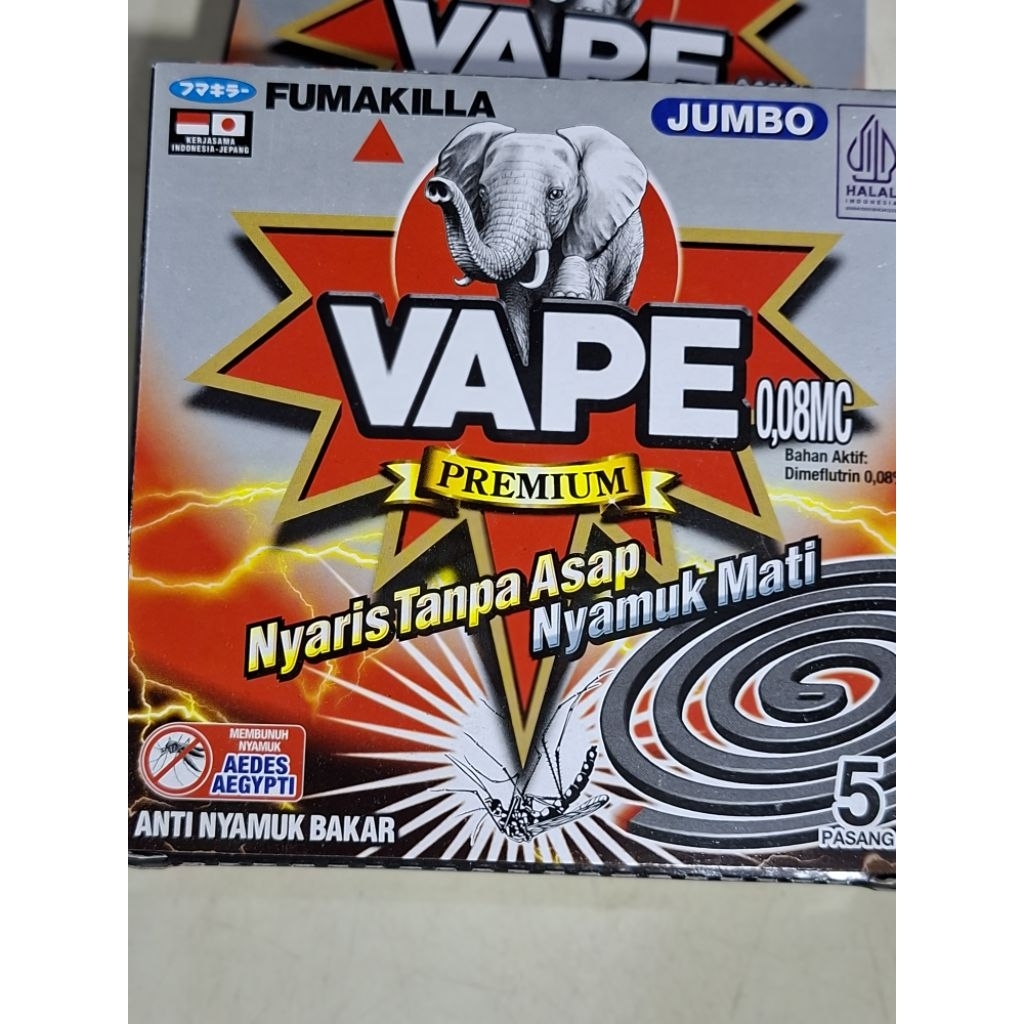 VAPE
フマキラー FUMAKILLA
JUMBO
KERJASAMA
INDONESIA-JEPANG
HALAL
INDONESIA
VAPE
0,08MC
Bahan Aktif:
Dimeflutrin 0,08%
PREMIUM
Nyaris Tanpa Asap
Nyamuk Mati
MEMBUNUH
NYAMUK
AEDES
AEGYPTI
ANTI NYAMUK BAKAR
5
PASANG